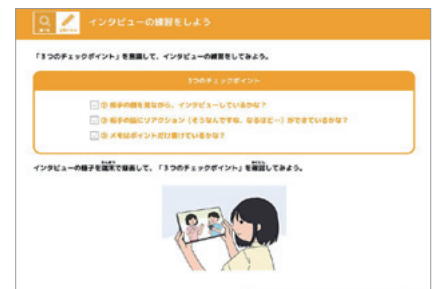 インタビューの練習をしよう
「3つのチェックポイント」を意識して、インタビューの練習をしてみよう。
3つのチェックポイント
① 相手の顔を見ながら、インタビューしているかな？
② 相手の話にリアクション（そうなんですね、なるほど…）ができているかな？
③ メモはポイントだけ書けているかな？
インタビューの様子を端末で録画して、「3つのチェックポイント」を確認してみよう。